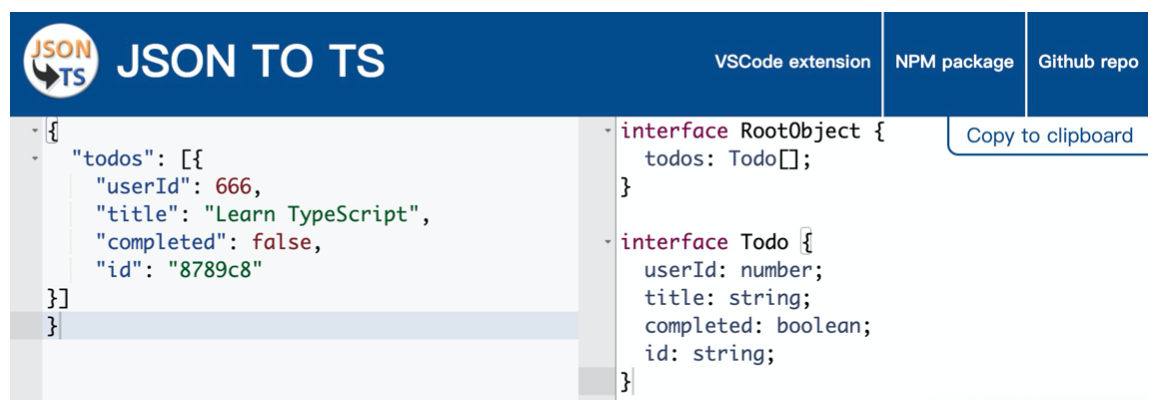 JSON
TS
JSON TO TS
VSCode extension
NPM package
Github repo
{
"todos": [{
"userId": 666,
"title": "Learn TypeScript",
"completed": false,
"id": "8789c8"
}]
}
Copy to clipboard
interface RootObject {
todos: Todo[];
}
interface Todo {
userId: number;
title: string;
completed: boolean;
id: string;
}